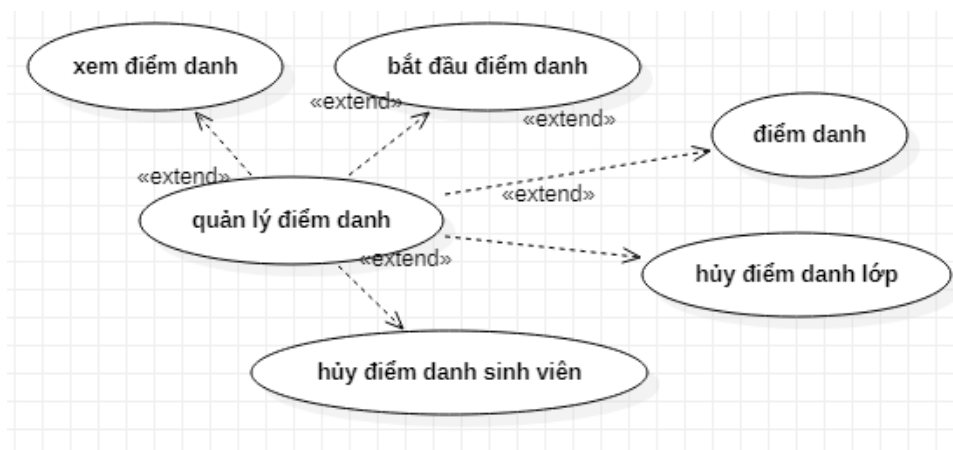 xem điểm danh
bắt đầu điểm danh
«extend»
«extend»
điểm danh
«extend»
«extend»
quản lý điểm danh
«extend»
hủy điểm danh lớp
hủy điểm danh sinh viên